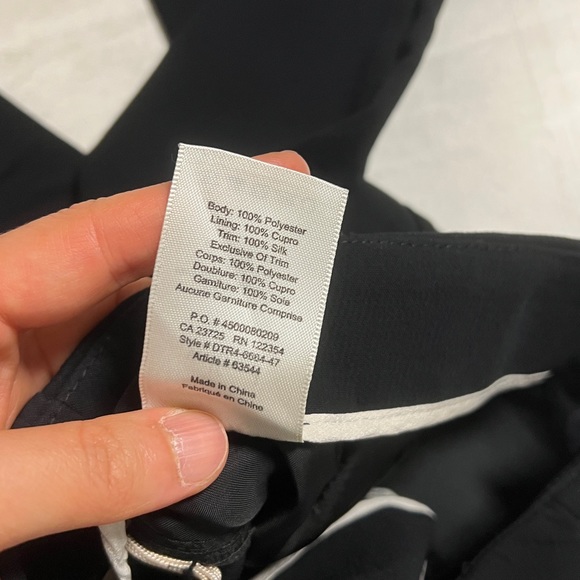 Body: 100% Polyester
Lining: 100% Cupro
Trim: 100% Silk
Exclusive Of Trim
Corps: 100% Polyester
Doublure: 100% Cupro
Garniture: 100% Soie
Aucune Garniture Comprise
P.O. # 4500080209
CA 23725 RN 122354
Style # DTR4-6664-47
Article # 63544
Made in China
Fabriqué en Chine